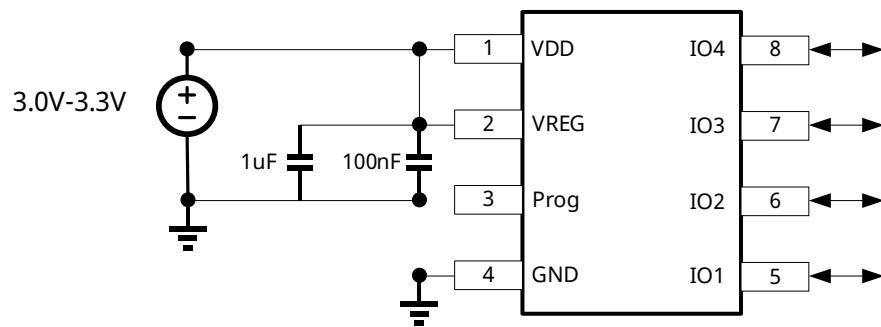 1 VDD IO4 8
3.0V-3.3V
2 VREG IO3 7
1uF 100nF
3 Prog IO2 6
4 GND IO1 5